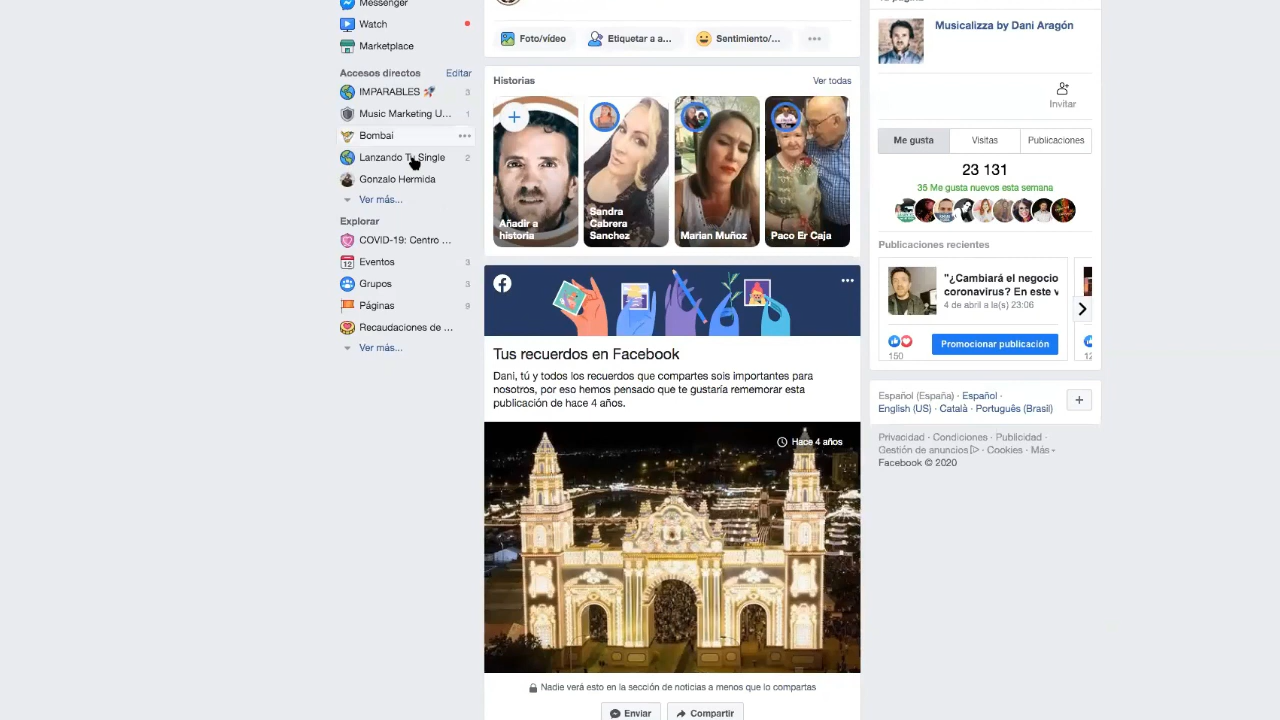 Messenger
Watch
Marketplace
Accesos directos
Editar
IMPARABLES 🚀
3
Music Marketing U...
1
Bombai
Lanzando Tu Single
2
Gonzalo Hermida
Ver más...
Explorar
COVID-19: Centro ...
Eventos
3
Grupos
3
Páginas
9
Recaudaciones de ...
Ver más...
12
Foto/vídeo
Etiquetar a a...
Sentimiento/...
Historias
Ver todas
Añadir a
historia
Sandra
Cabrera
Sanchez
Marian Muñoz
Paco Er Caja
Tus recuerdos en Facebook
Dani, tú y todos los recuerdos que compartes sois importantes para
nosotros, por eso hemos pensado que te gustaría rememorar esta
publicación de hace 4 años.
Hace 4 años
Nadie verá esto en la sección de noticias a menos que lo compartas
Enviar
Compartir
Musicalizza by Dani Aragón
Invitar
Me gusta
Visitas
Publicaciones
23 131
35 Me gusta nuevos esta semana
Publicaciones recientes
"¿Cambiará el negocio
coronavirus? En este v
4 de abril a la(s) 23:06
150
Promocionar publicación
12
Español (España) · Español ·
English (US) · Català · Português (Brasil)
Privacidad · Condiciones · Publicidad ·
Gestión de anuncios · Cookies · Más
Facebook © 2020